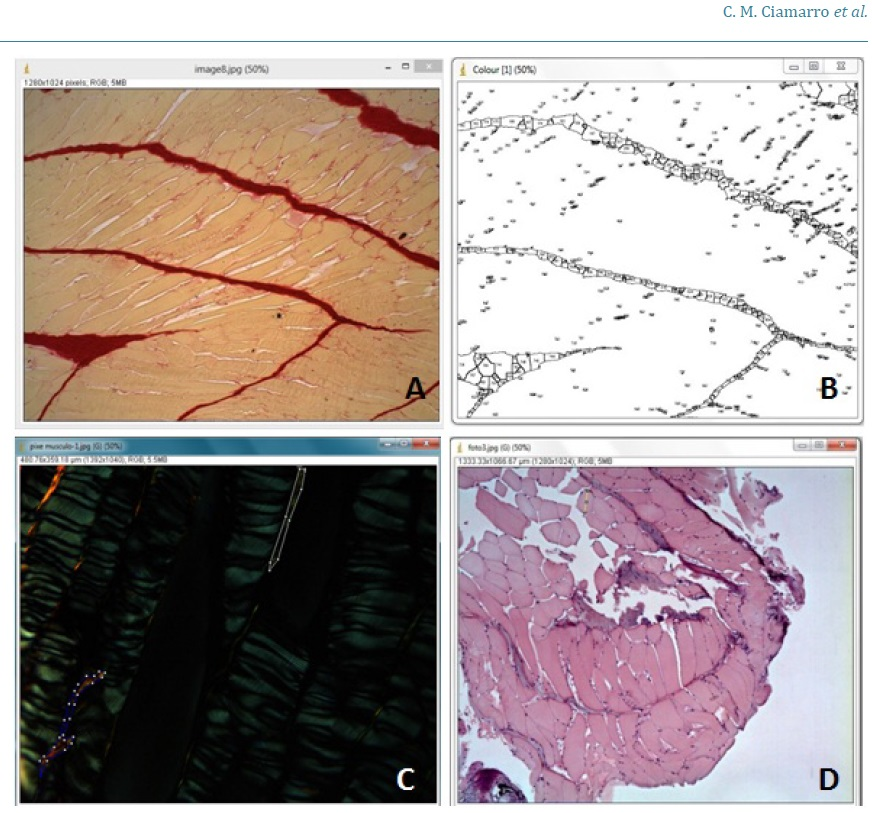 C. M. Ciamarro et al.
image8.jpg (50%)
1280x1024 pixels; RGB; 5MB
Colour [1] (50%)
A
B
pixe musculo-1.jpg (G) (50%)
480.76x359.18 µm (1392x1040); RGB; 5.5MB
foto3.jpg (G) (50%)
1333.33x1066.67 µm (1280x1024); RGB; 5MB
C
D